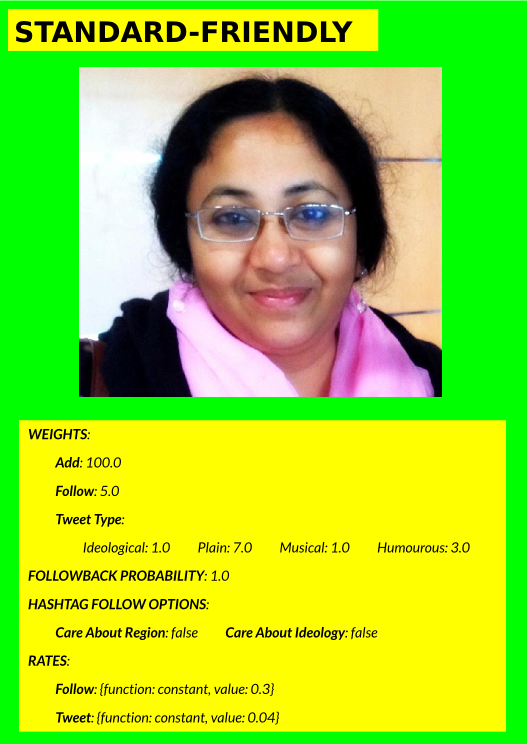 STANDARD-FRIENDLY
WEIGHTS:
Add: 100.0
Follow: 5.0
Tweet Type:
Ideological: 1.0 Plain: 7.0 Musical: 1.0 Humourous: 3.0
FOLLOWBACK PROBABILITY: 1.0
HASHTAG FOLLOW OPTIONS:
Care About Region: false Care About Ideology: false
RATES:
Follow: {function: constant, value: 0.3}
Tweet: {function: constant, value: 0.04}